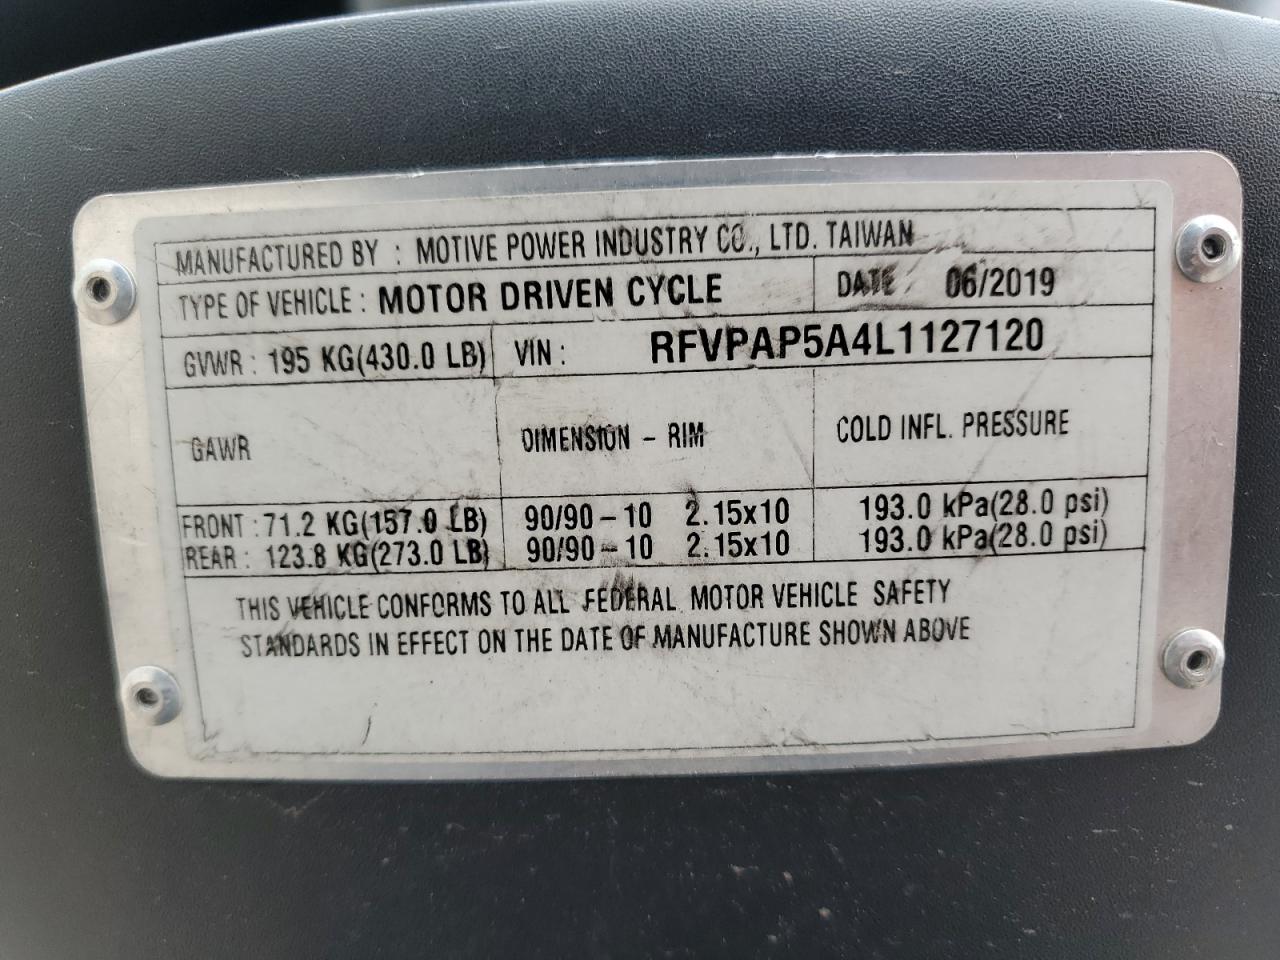 MANUFACTURED BY : MOTIVE POWER INDUSTRY CO., LTD. TAIWAN
TYPE OF VEHICLE : MOTOR DRIVEN CYCLE DATE 06/2019
GVWR : 195 KG(430.0 LB) VIN : RFVPAP5A4L1127120
GAWR DIMENSION - RIM COLD INFL. PRESSURE
FRONT : 71.2 KG(157.0 LB) 90/90 - 10 2.15x10 193.0 kPa(28.0 psi)
REAR : 123.8 KG(273.0 LB) 90/90 - 10 2.15x10 193.0 kPa(28.0 psi)
THIS VEHICLE CONFORMS TO ALL FEDERAL MOTOR VEHICLE SAFETY
STANDARDS IN EFFECT ON THE DATE OF MANUFACTURE SHOWN ABOVE